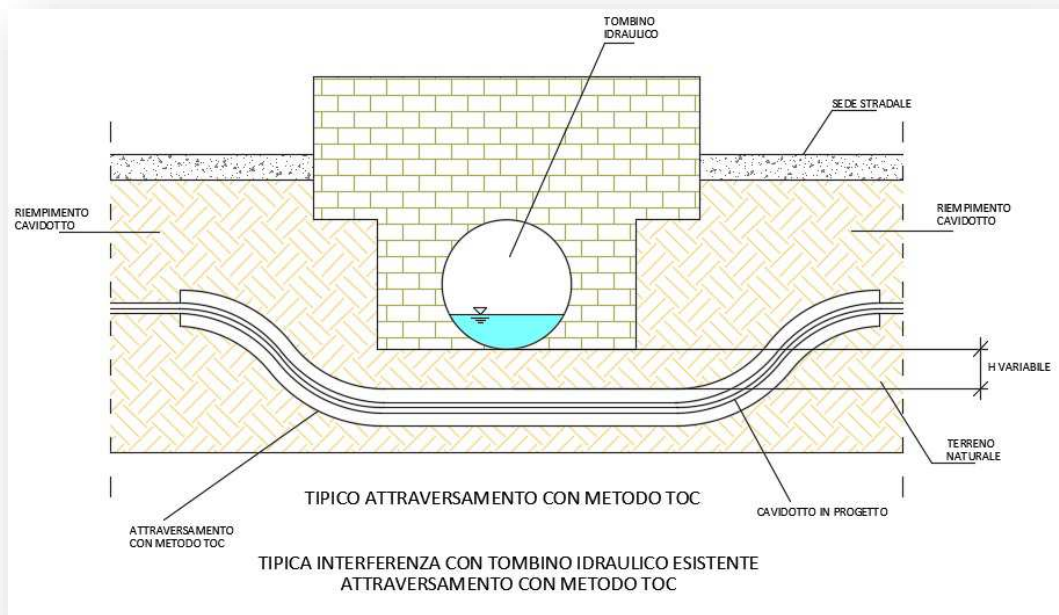 TOMBINO
IDRAULICO
SEDE STRADALE
RIEMPIMENTO
CAVIDOTTO
RIEMPIMENTO
CAVIDOTTO
H VARIABILE
TERRENO
NATURALE
TIPICO ATTRAVERSAMENTO CON METODO TOC
CAVIDOTTO IN PROGETTO
ATTRAVERSAMENTO
CON METODO TOC
TIPICA INTERFERENZA CON TOMBINO IDRAULICO ESISTENTE
ATTRAVERSAMENTO CON METODO TOC